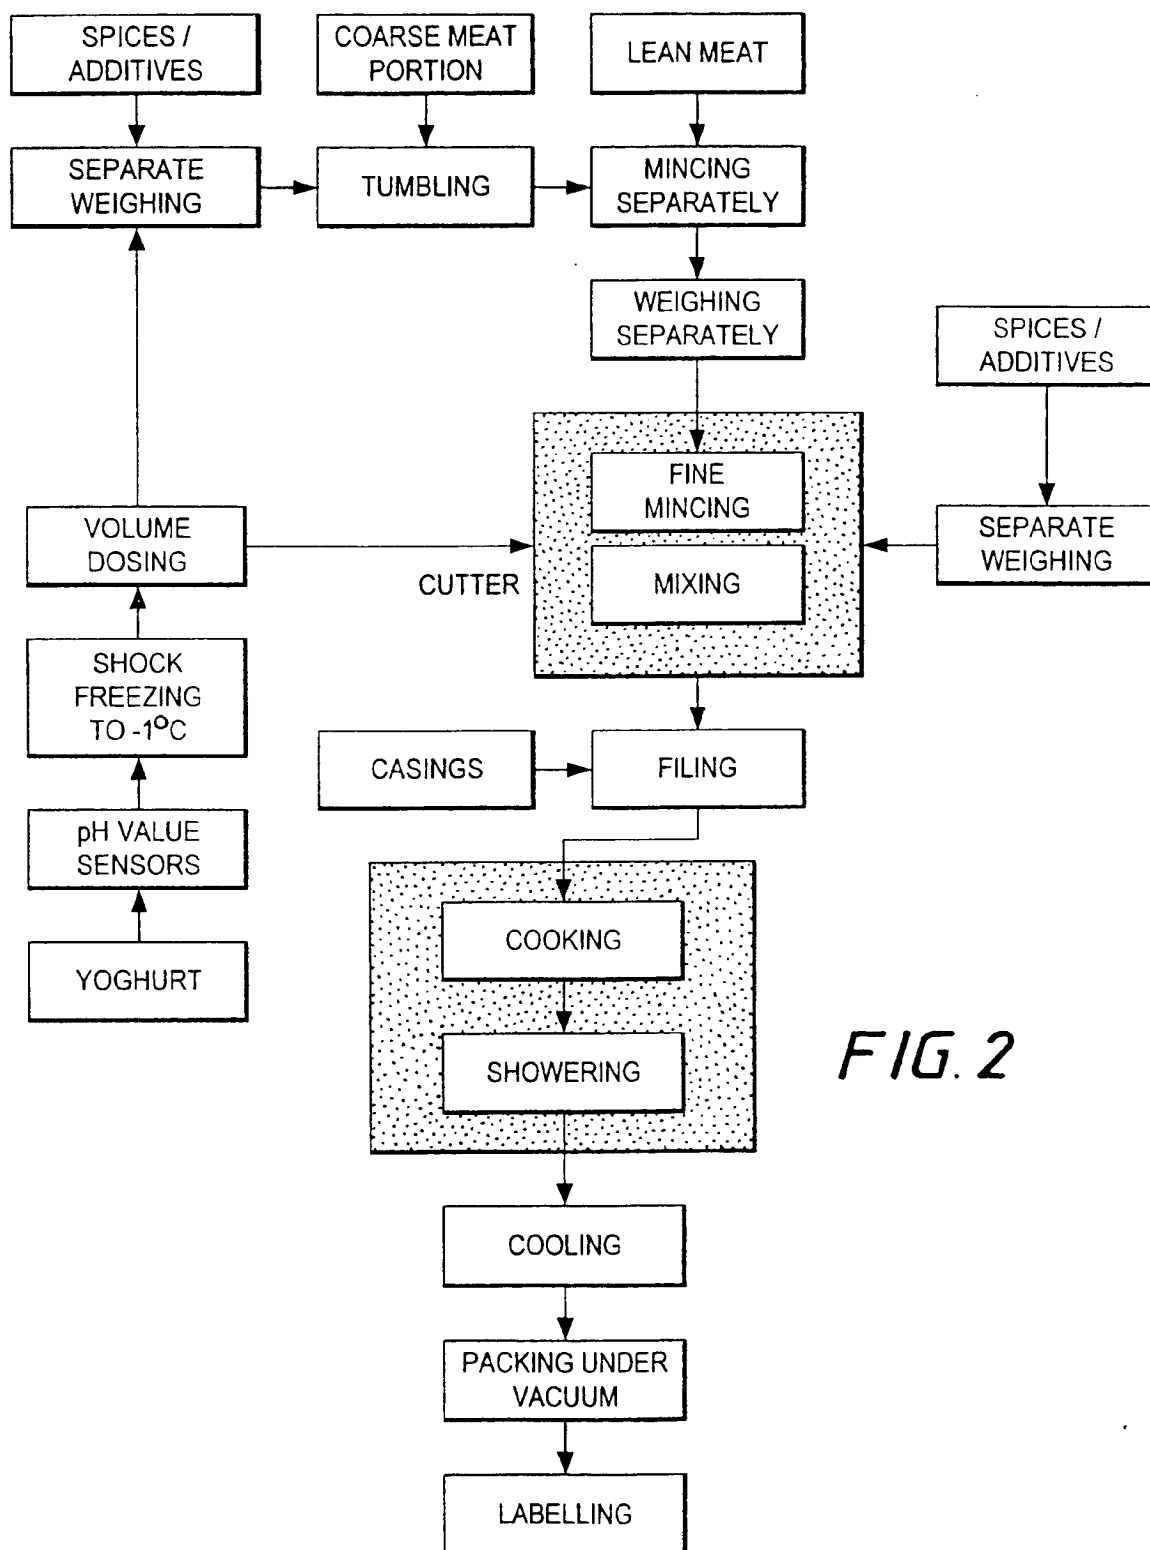 SPICES /
ADDITIVES
COARSE MEAT
PORTION
LEAN MEAT
SEPARATE
WEIGHING
TUMBLING
MINCING
SEPARATELY
WEIGHING
SEPARATELY
SPICES /
ADDITIVES
FINE
MINCING
VOLUME
DOSING
SEPARATE
WEIGHING
CUTTER
MIXING
SHOCK
FREEZING
TO -1°C
CASINGS
FILING
pH VALUE
SENSORS
COOKING
YOGHURT
SHOWERING
FIG. 2
COOLING
PACKING UNDER
VACUUM
LABELLING